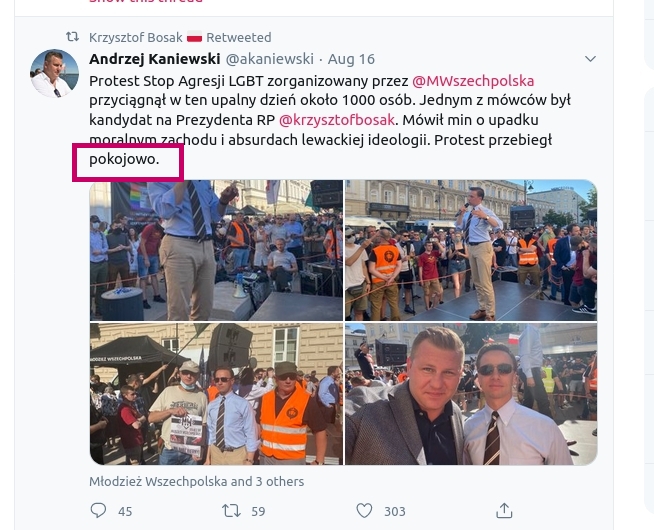 Show this thread
Krzysztof Bosak 🇵🇱 Retweeted
Andrzej Kaniewski @akaniewski · Aug 16
Protest Stop Agresji LGBT zorganizowany przez @MWszechpolska
przyciągnął w ten upalny dzień około 1000 osób. Jednym z mówców był
kandydat na Prezydenta RP @krzysztofbosak. Mówił min o upadku
moralnym zachodu i absurdach lewackiej ideologii. Protest przebiegł
pokojowo.
MŁODZIEŻ WSZECHPOLSKA
Młodzież Wszechpolska and 3 others
45 59 303